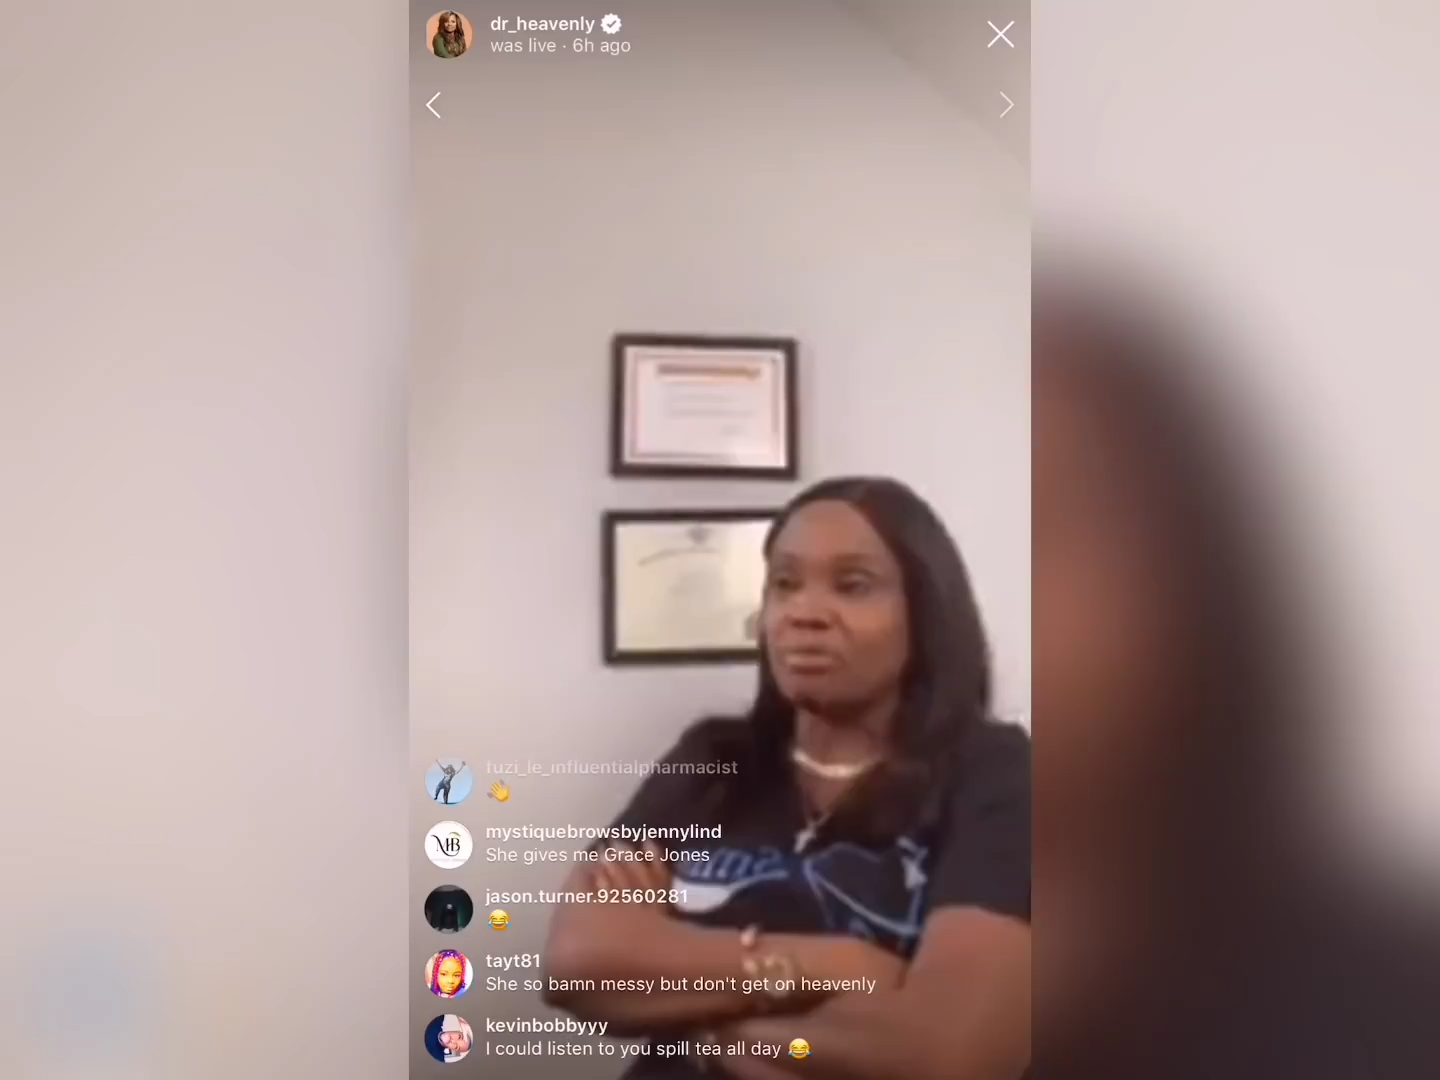 dr_heavenly
was live · 6h ago
fuzi_le_influentialpharmacist
👋
MB
mystiquebrowsbyjennylind
She gives me Grace Jones
jason.turner.92560281
😂
tayt81
She so bamn messy but don't get on heavenly
kevinbobbyyy
I could listen to you spill tea all day 😂